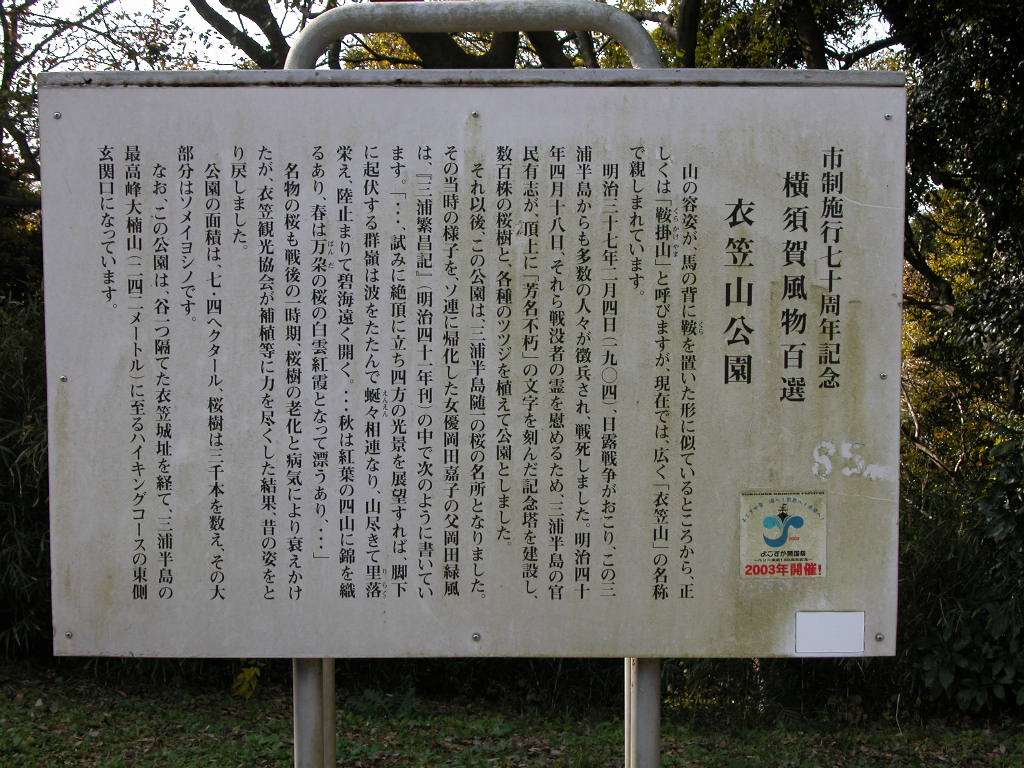 市制施行七十周年記念
横須賀風物百選
衣笠山公園
山の容姿が、馬の背に鞍を置いた形に似ているところから、正
しくは「鞍掛山」と呼びますが、現在では、広く「衣笠山」の名称
で親しまれています。
明治三十七年二月四日(一九〇四)、日露戦争がおこり、この三
浦半島からも多数の人々が徴兵され、戦死しました。明治四十
年四月十八日、それら戦没者の霊を慰めるため、三浦半島の官
民有志が、頂上に「芳名不朽」の文字を刻んだ記念塔を建設し、
数百株の桜樹と、各種のツツジを植えて公園としました。
それ以後、この公園は、三浦半島随一の桜の名所となりました。
その当時の様子を、ソ連に帰化した女優岡田嘉子の父岡田緑風
は、『三浦繁昌記』(明治四十一年刊)の中で次のように書いてい
ます。「・・・試みに絶頂に立ち四方の光景を展望すれば、脚下
に起伏する群嶺は波をたたんで蜒々相連なり、山尽きて里落
栄え、陸止まりて碧海遠く開く。・・・秋は紅葉の四山に錦を織
るあり、春は万朶の桜の白雲紅霞となって漂うあり、・・・」
名物の桜も戦後の一時期、桜樹の老化と病気により衰えかけ
たが、衣笠観光協会が補植等に力を尽くした結果、昔の姿をと
り戻しました。
公園の面積は、七・四ヘクタール、桜樹は三千本を数え、その大
部分はソメイヨシノです。
なお、この公園は、谷一つ隔てた衣笠城址を経て、三浦半島の
最高峰大楠山(二四二メートル)に至るハイキングコースの東側
玄関口になっています。
85
よこすか開国祭
2003年開催!